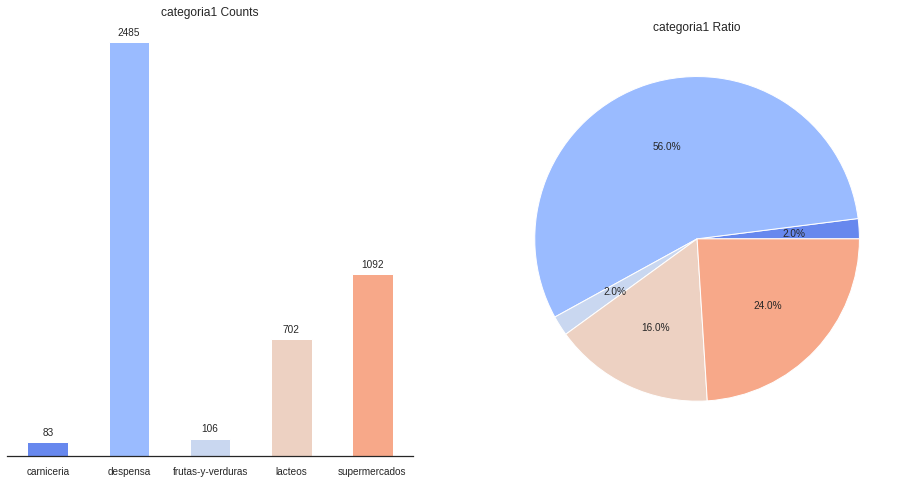 categoria1 Counts
2485
1092
702
106
83
carniceria
despensa
frutas-y-verduras
lacteos
supermercados
categoria1 Ratio
56.0%
2.0%
2.0%
24.0%
16.0%